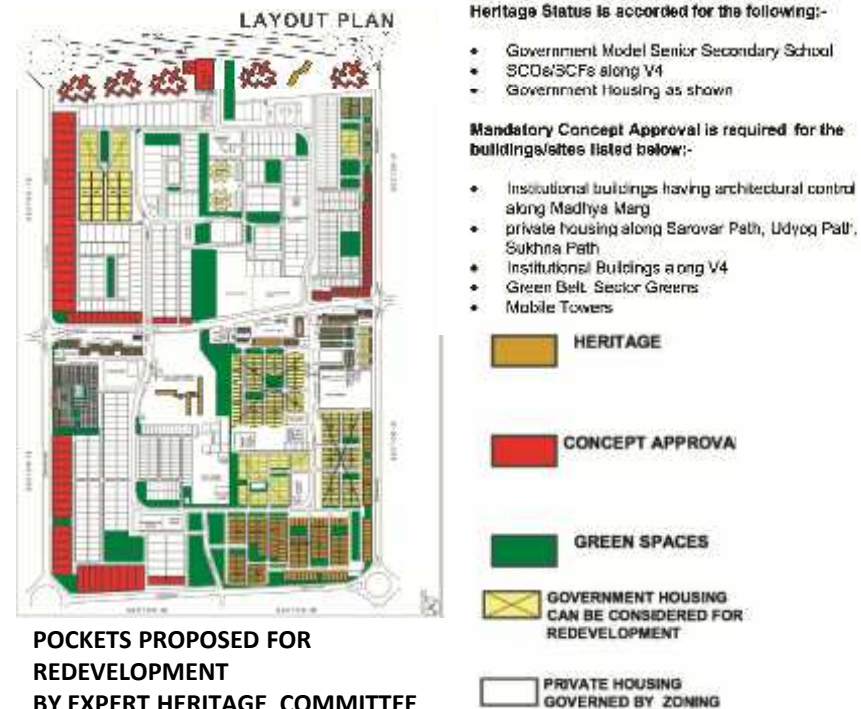 LAYOUT PLAN
Heritage Status is accorded for the following:-
• Government Model Senior Secondary School
• SCOs/SCFs along V4
• Government Housing as shown
Mandatory Concept Approval is required for the
buildings/sites listed below:-
• Institutional buildings having architectural control
along Madhya Marg
• private housing along Sarovar Path, Udyog Path,
Sukhna Path
• Institutional Buildings along V4
• Green Belt, Sector Greens
• Mobile Towers
HERITAGE
CONCEPT APPROVA
GREEN SPACES
GOVERNMENT HOUSING
CAN BE CONSIDERED FOR
REDEVELOPMENT
PRIVATE HOUSING
GOVERNED BY ZONING
POCKETS PROPOSED FOR
REDEVELOPMENT
BY EXPERT HERITAGE COMMITTEE